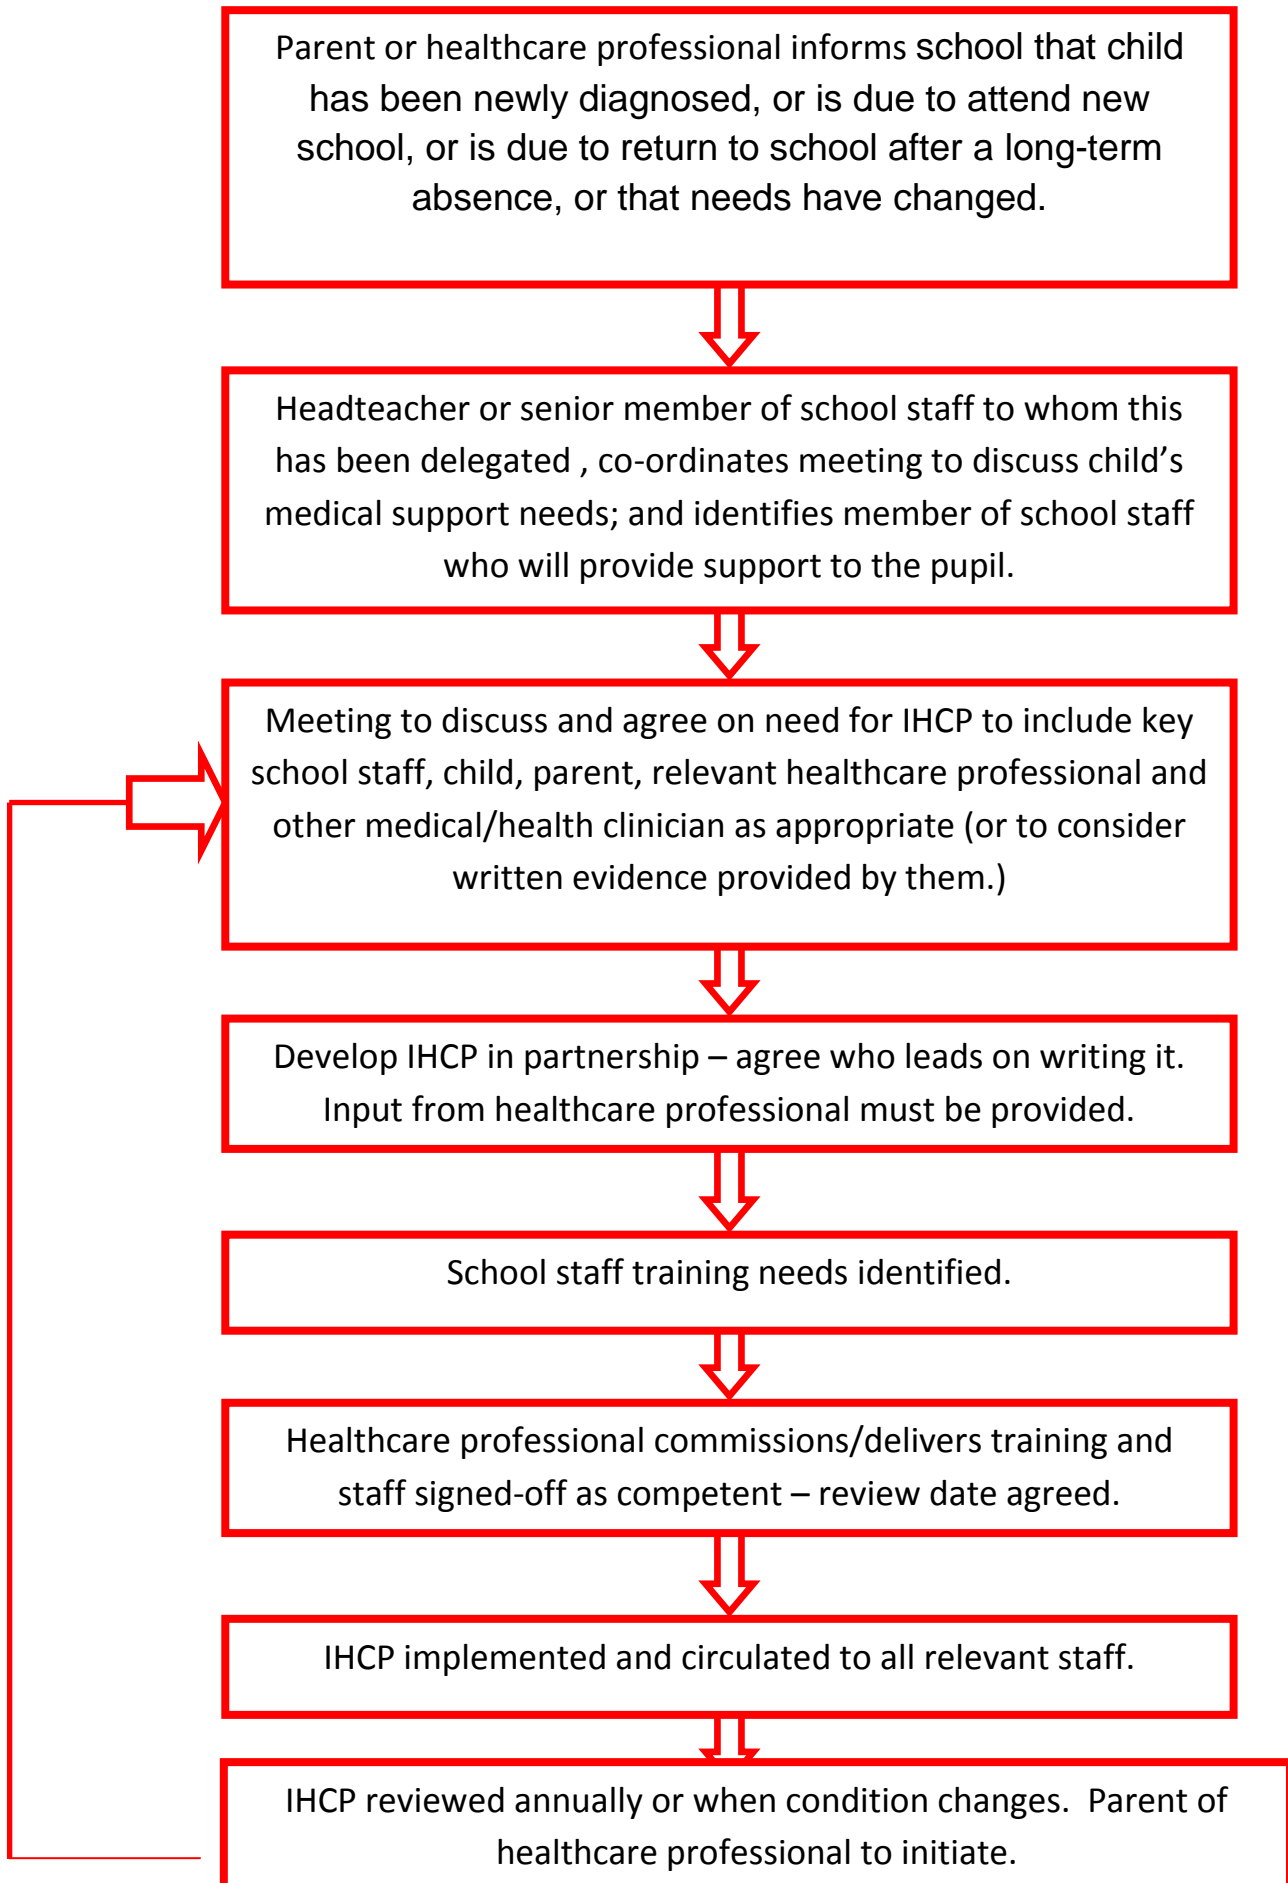 Parent or healthcare professional informs school that child
has been newly diagnosed, or is due to attend new
school, or is due to return to school after a long-term
absence, or that needs have changed.
Headteacher or senior member of school staff to whom this
has been delegated , co-ordinates meeting to discuss child’s
medical support needs; and identifies member of school staff
who will provide support to the pupil.
Meeting to discuss and agree on need for IHCP to include key
school staff, child, parent, relevant healthcare professional and
other medical/health clinician as appropriate (or to consider
written evidence provided by them.)
Develop IHCP in partnership – agree who leads on writing it.
Input from healthcare professional must be provided.
School staff training needs identified.
Healthcare professional commissions/delivers training and
staff signed-off as competent – review date agreed.
IHCP implemented and circulated to all relevant staff.
IHCP reviewed annually or when condition changes.  Parent of
healthcare professional to initiate.